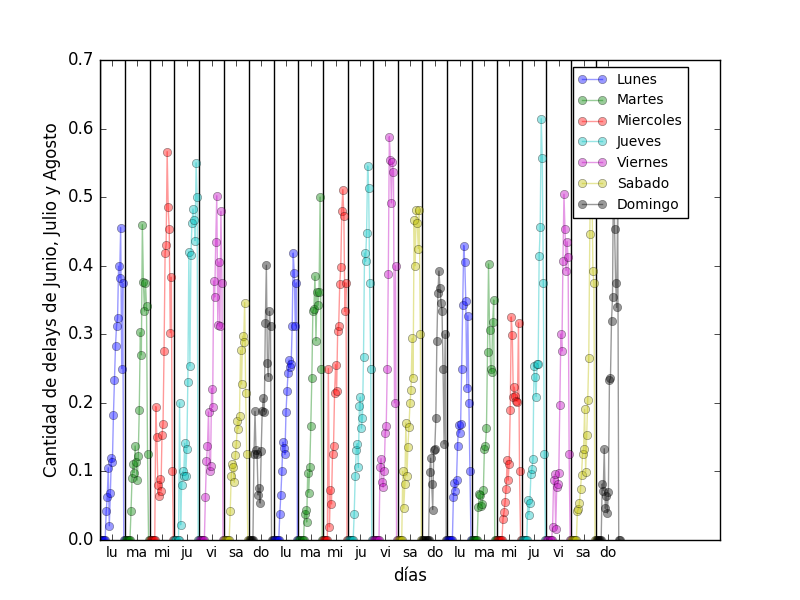 0.7
0.6
0.5
0.4
0.3
0.2
0.1
0.0
Cantidad de delays de Junio, Julio y Agosto
Lunes
Martes
Miercoles
Jueves
Viernes
Sabado
Domingo
lu ma mi ju vi sa do lu ma mi ju vi sa do lu ma mi ju vi sa do
días